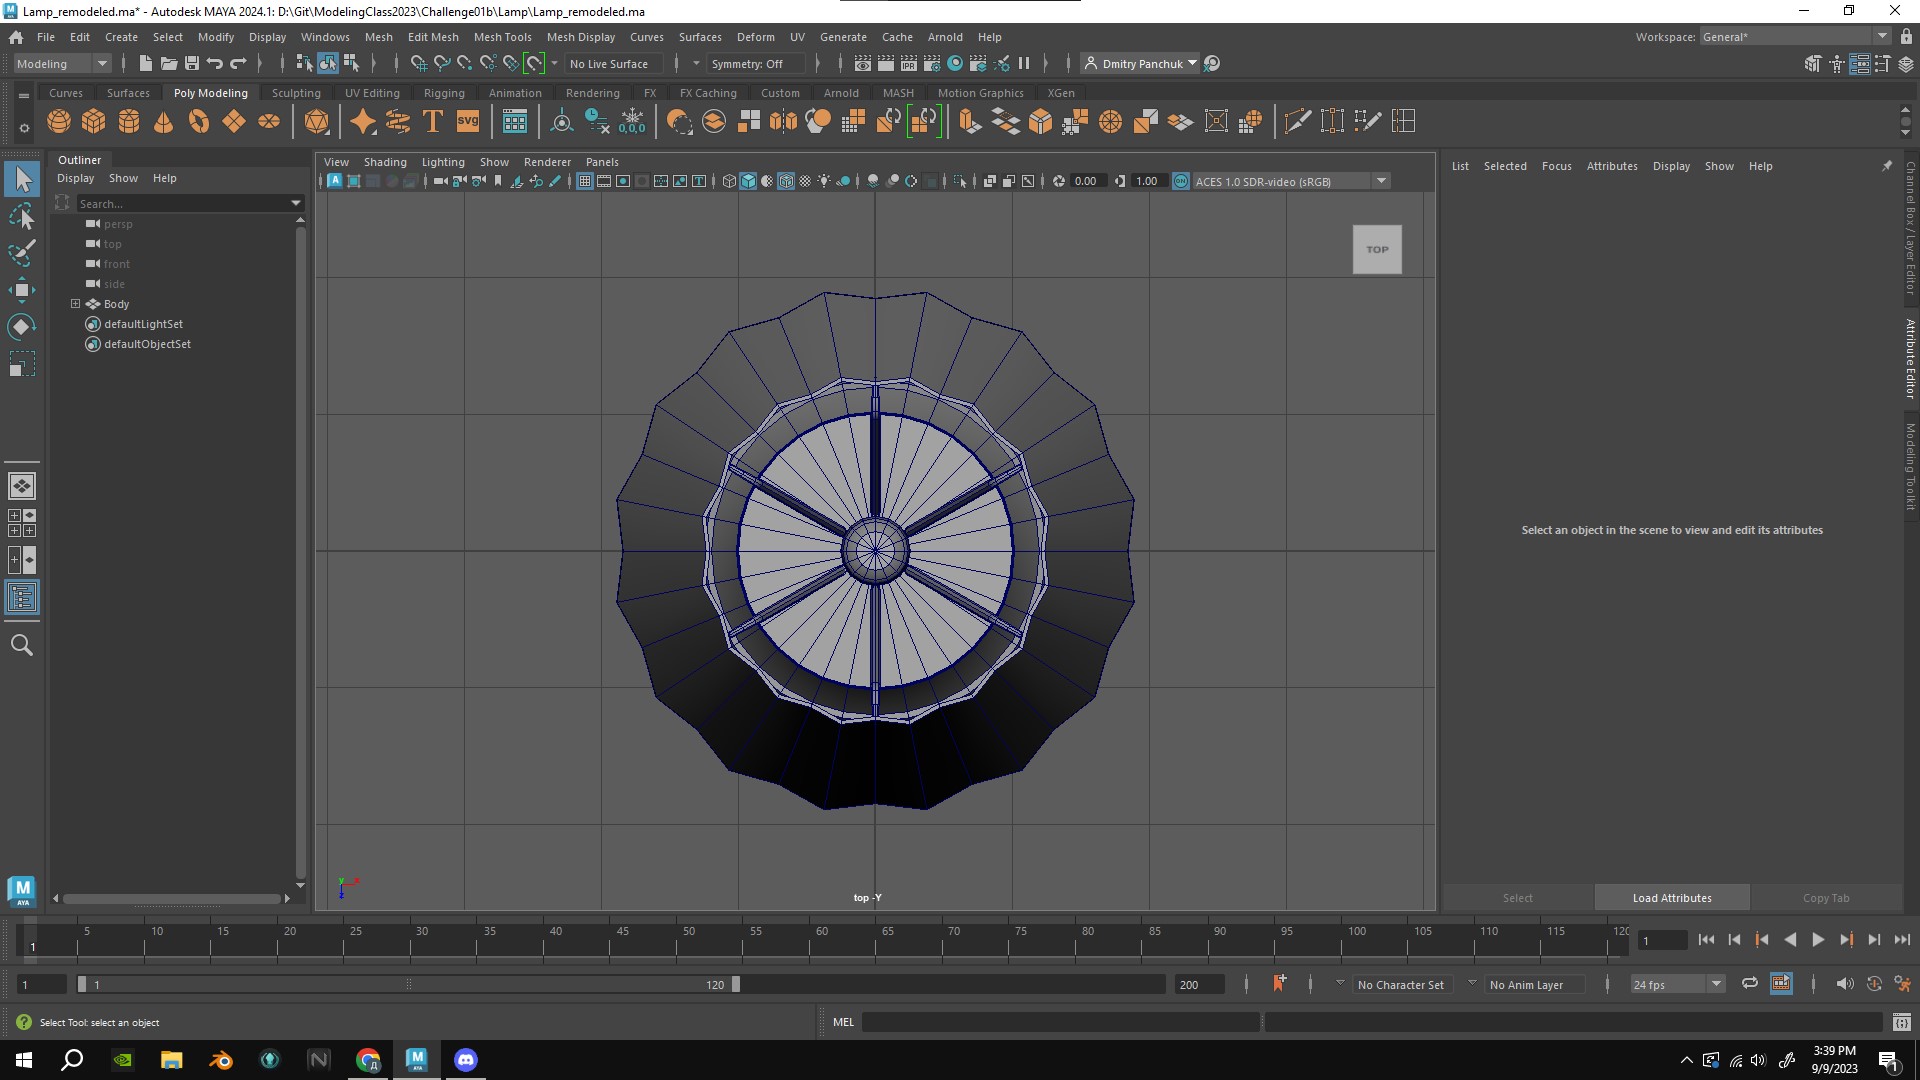 Lamp_remodeled.ma* - Autodesk MAYA 2024.1: D:\Git\ModelingClass2023\Challenge01b\Lamp\Lamp_remodeled.ma
File Edit Create Select Modify Display Windows Mesh Edit Mesh Mesh Tools Mesh Display Curves Surfaces Deform UV Generate Cache Arnold Help
Workspace: General*
Modeling
No Live Surface
Symmetry: Off
IPR
Dmitry Panchuk
Curves Surfaces Poly Modeling Sculpting UV Editing Rigging Animation Rendering FX FX Caching Custom Arnold MASH Motion Graphics XGen
T
svg
0,0,0
Outliner
Display Show Help
Search...
persp
top
front
side
Body
defaultLightSet
defaultObjectSet
View Shading Lighting Show Renderer Panels
A
0.00
1.00
ON
ACES 1.0 SDR-video (sRGB)
TOP
y
x
z
top -Y
List Selected Focus Attributes Display Show Help
Select an object in the scene to view and edit its attributes
Select
Load Attributes
Copy Tab
Channel Box / Layer Editor
Attribute Editor
Modeling Toolkit
M
AYA
5 10 15 20 25 30 35 40 45 50 55 60 65 70 75 80 85 90 95 100 105 110 115 120
1
1
1
1
120
200
No Character Set
No Anim Layer
24 fps
Select Tool: select an object
MEL
M
AYA
3:39 PM
9/9/2023
1